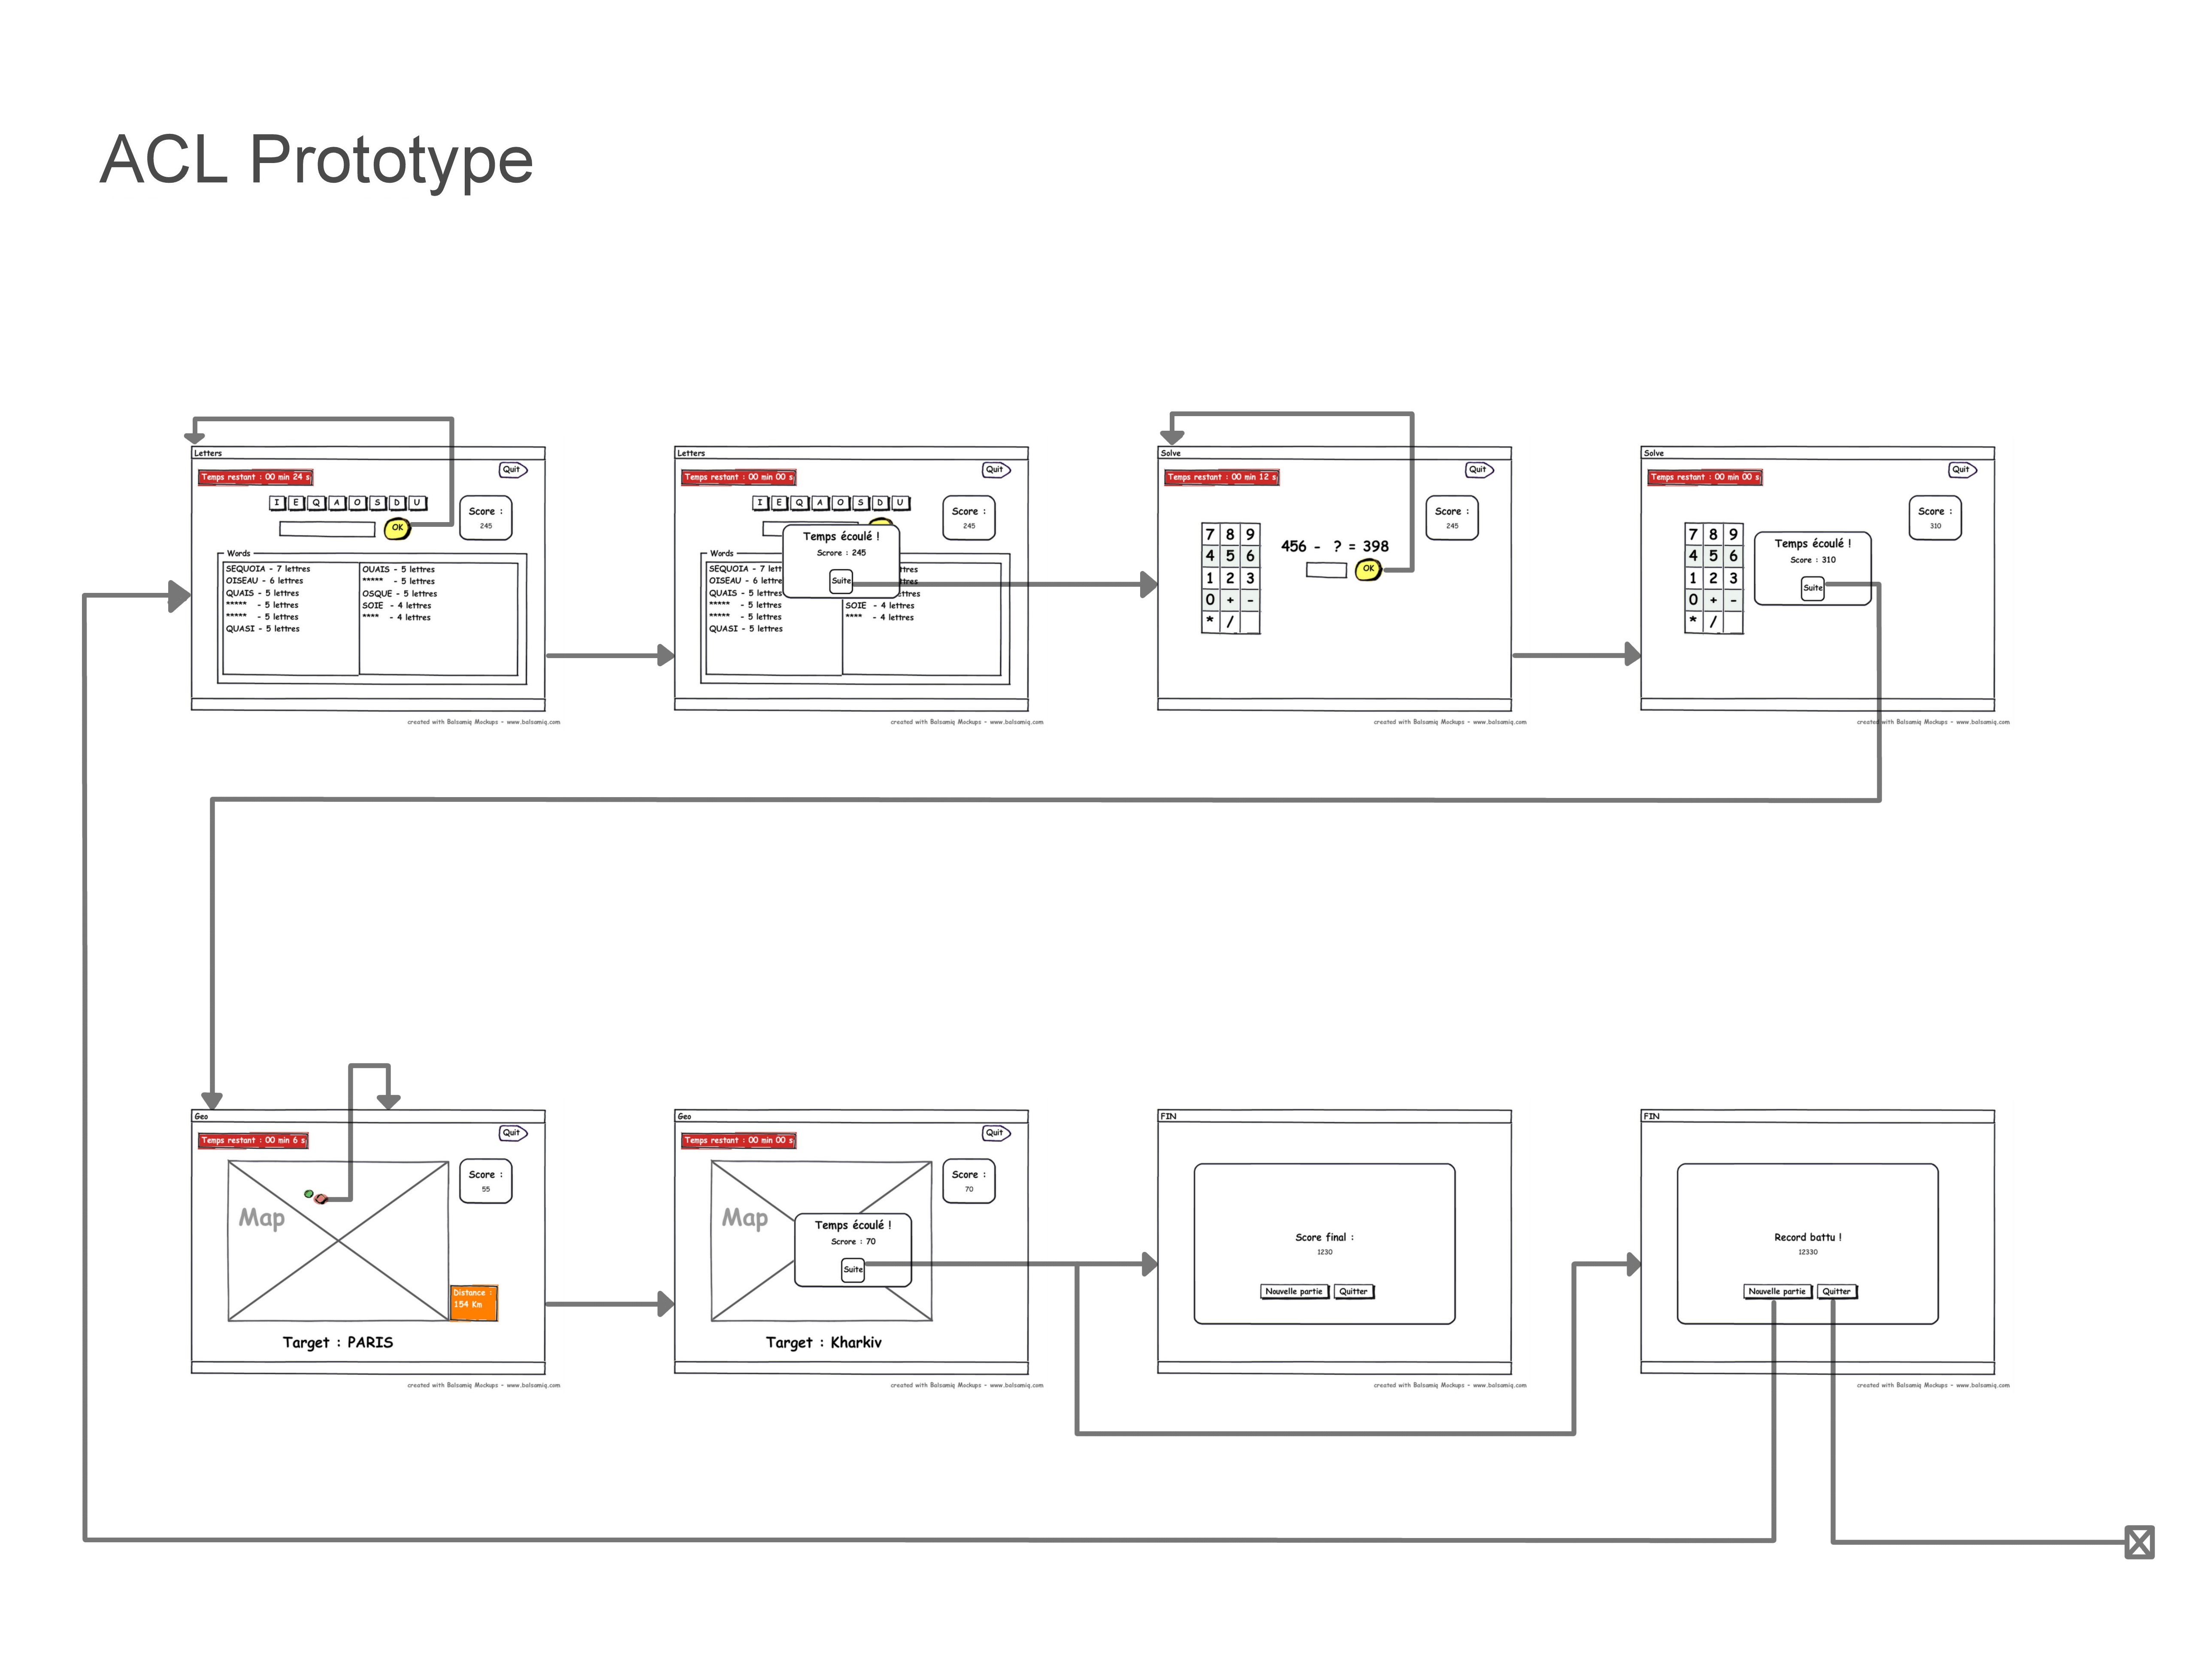 ACL Prototype
Letters
Temps restant : 00 min 24 s
Quit
I E Q A O S D U
OK
Score :
245
Words
SEQUOIA - 7 lettres
OISEAU - 6 lettres
QUAIS - 5 lettres
***** - 5 lettres
***** - 5 lettres
QUASI - 5 lettres
OUAIS - 5 lettres
***** - 5 lettres
OSQUE - 5 lettres
SOIE - 4 lettres
**** - 4 lettres
created with Balsamiq Mockups - www.balsamiq.com
Letters
Temps restant : 00 min 00 s
Quit
I E Q A O S D U
Score :
245
Temps écoulé !
Scrore : 245
Suite
Words
SEQUOIA - 7 lett
OISEAU - 6 lettre
QUAIS - 5 lettres
***** - 5 lettres
***** - 5 lettres
QUASI - 5 lettres
ttres
ttres
ettres
SOIE - 4 lettres
**** - 4 lettres
created with Balsamiq Mockups - www.balsamiq.com
Solve
Temps restant : 00 min 12 s
Quit
Score :
245
7 8 9
4 5 6
1 2 3
0 + -
* /
456 - ? = 398
OK
created with Balsamiq Mockups - www.balsamiq.com
Solve
Temps restant : 00 min 00 s
Quit
Score :
310
7 8 9
4 5 6
1 2 3
0 + -
* /
Temps écoulé !
Score : 310
Suite
created with Balsamiq Mockups - www.balsamiq.com
Geo
Temps restant : 00 min 6 s
Quit
Score :
55
Map
Distance :
154 Km
Target : PARIS
created with Balsamiq Mockups - www.balsamiq.com
Geo
Temps restant : 00 min 00 s
Quit
Score :
70
Map
Temps écoulé !
Scrore : 70
Suite
Target : Kharkiv
created with Balsamiq Mockups - www.balsamiq.com
FIN
Score final :
1230
Nouvelle partie
Quitter
created with Balsamiq Mockups - www.balsamiq.com
FIN
Record battu !
12330
Nouvelle partie
Quitter
created with Balsamiq Mockups - www.balsamiq.com